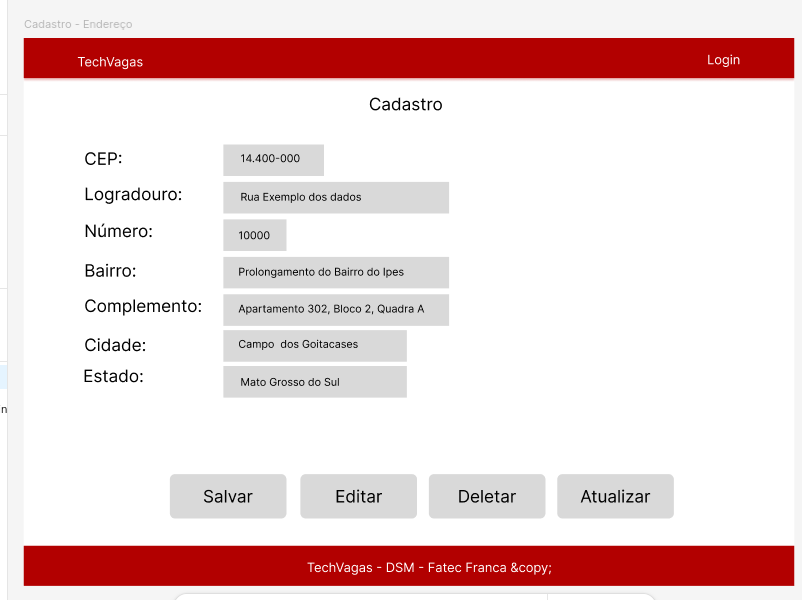 Cadastro - Endereço
TechVagas
Login
Cadastro
CEP:
14.400-000
Logradouro:
Rua Exemplo dos dados
Número:
10000
Bairro:
Prolongamento do Bairro do Ipes
Complemento:
Apartamento 302, Bloco 2, Quadra A
Cidade:
Campo  dos Goitacases
Estado:
Mato Grosso do Sul
n
Salvar
Editar
Deletar
Atualizar
TechVagas - DSM - Fatec Franca &copy;